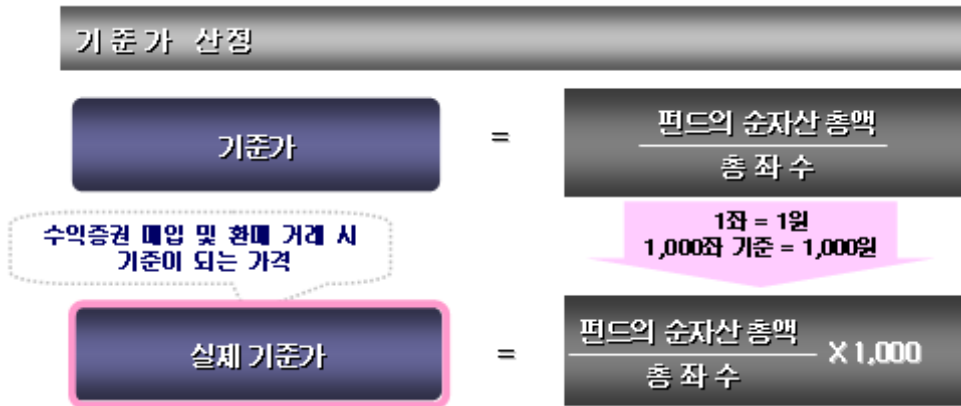 기준가 산정
기준가
=
펀드의 순자산 총액
총 좌 수
수익증권 매입 및 환매 거래 시
기준이 되는 가격
1좌 = 1원
1,000좌 기준 = 1,000원
실제 기준가
=
펀드의 순자산 총액
총 좌 수
X 1,000